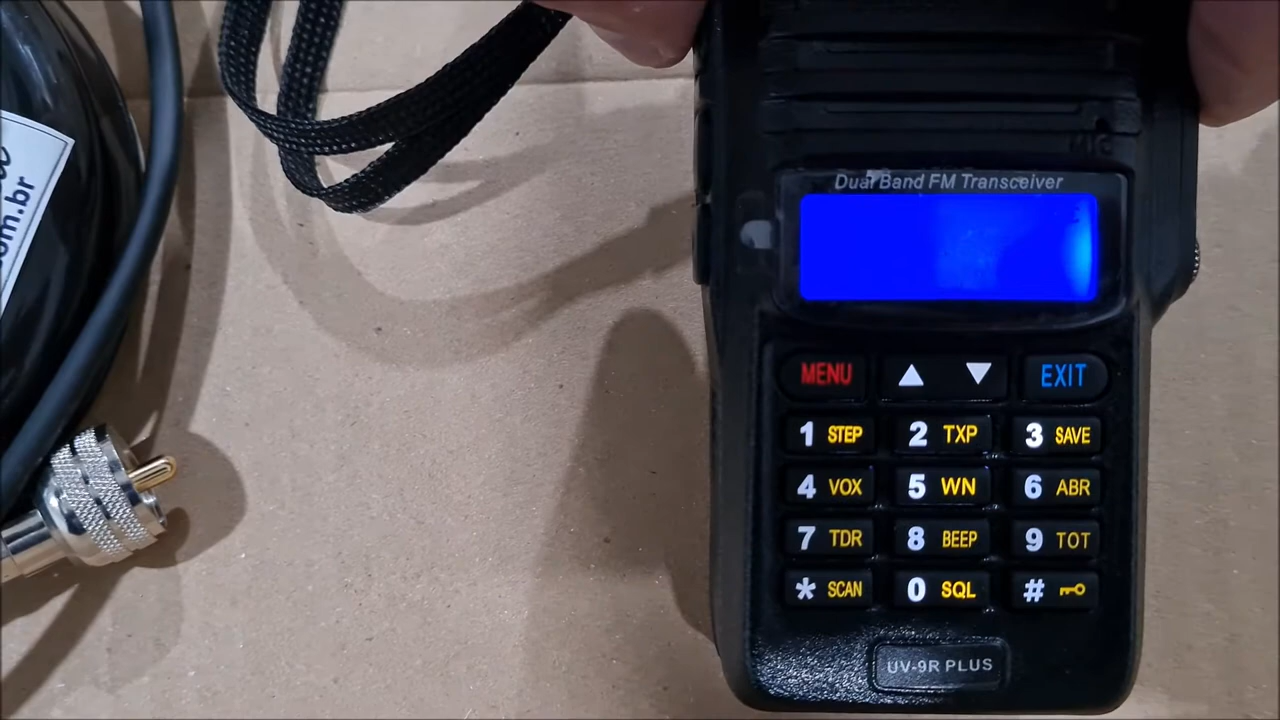 om.br
MIC
Dual Band FM Transceiver
MENU ▲ ▼ EXIT
1 STEP 2 TXP 3 SAVE
4 VOX 5 WN 6 ABR
7 TDR 8 BEEP 9 TOT
* SCAN 0 SQL #
UV-9R PLUS